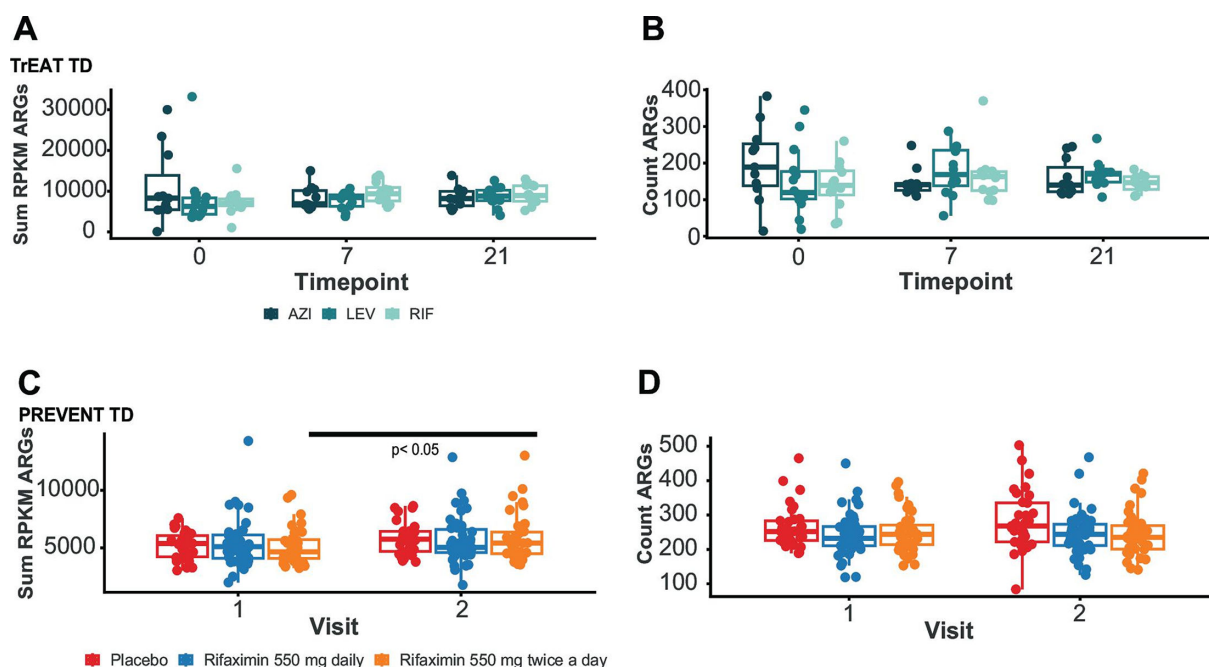 A
TrEAT TD
Sum RPKM ARGs
30000
20000
10000
0
0 7 21
Timepoint
AZI LEV RIF
B
Count ARGs
400
300
200
100
0
0 7 21
Timepoint
C
PREVENT TD
Sum RPKM ARGs
p< 0.05
10000
5000
1 2
Visit
Placebo Rifaximin 550 mg daily Rifaximin 550 mg twice a day
D
Count ARGs
500
400
300
200
100
1 2
Visit